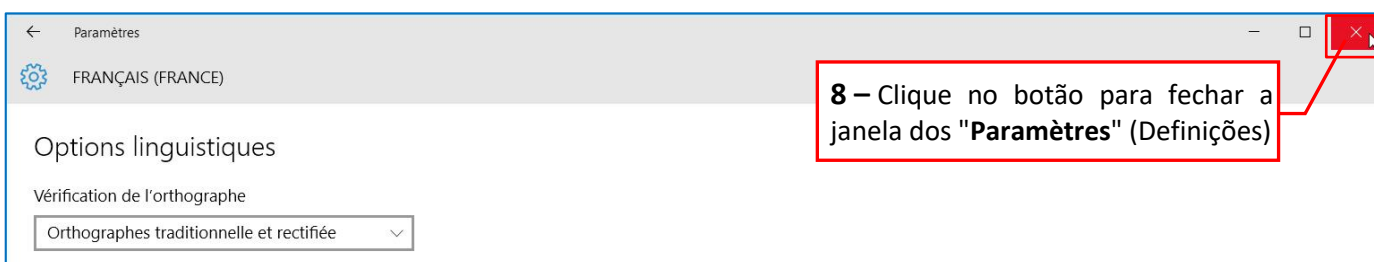 Paramètres
FRANÇAIS (FRANCE)
8 – Clique no botão para fechar a
janela dos "Paramètres" (Definições)
Options linguistiques
Vérification de l'orthographe
Orthographes traditionnelle et rectifiée